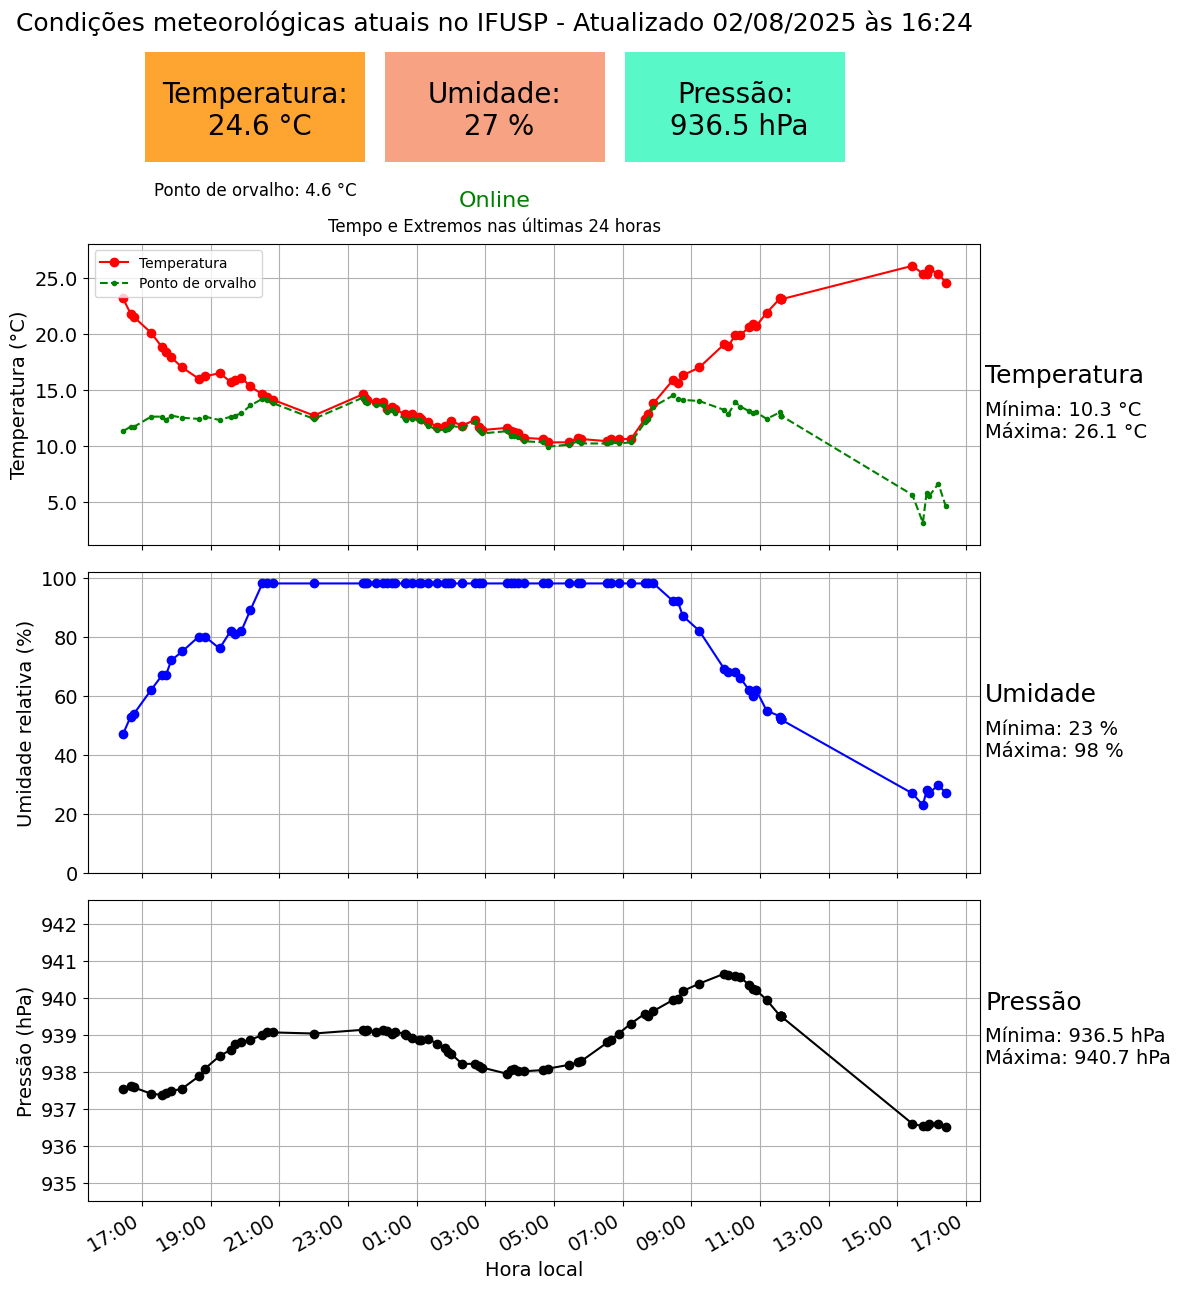 Condições meteorológicas atuais no IFUSP - Atualizado 02/08/2025 às 16:24
Temperatura:
24.6 °C
Umidade:
27 %
Pressão:
936.5 hPa
Ponto de orvalho: 4.6 °C
Online
Tempo e Extremos nas últimas 24 horas
Temperatura
Ponto de orvalho
Temperatura (°C)
25.0
20.0
15.0
10.0
5.0
Temperatura
Mínima: 10.3 °C
Máxima: 26.1 °C
Umidade relativa (%)
100
80
60
40
20
0
Umidade
Mínima: 23 %
Máxima: 98 %
Pressão (hPa)
942
941
940
939
938
937
936
935
Pressão
Mínima: 936.5 hPa
Máxima: 940.7 hPa
17:00 19:00 21:00 23:00 01:00 03:00 05:00 07:00 09:00 11:00 13:00 15:00 17:00
Hora local